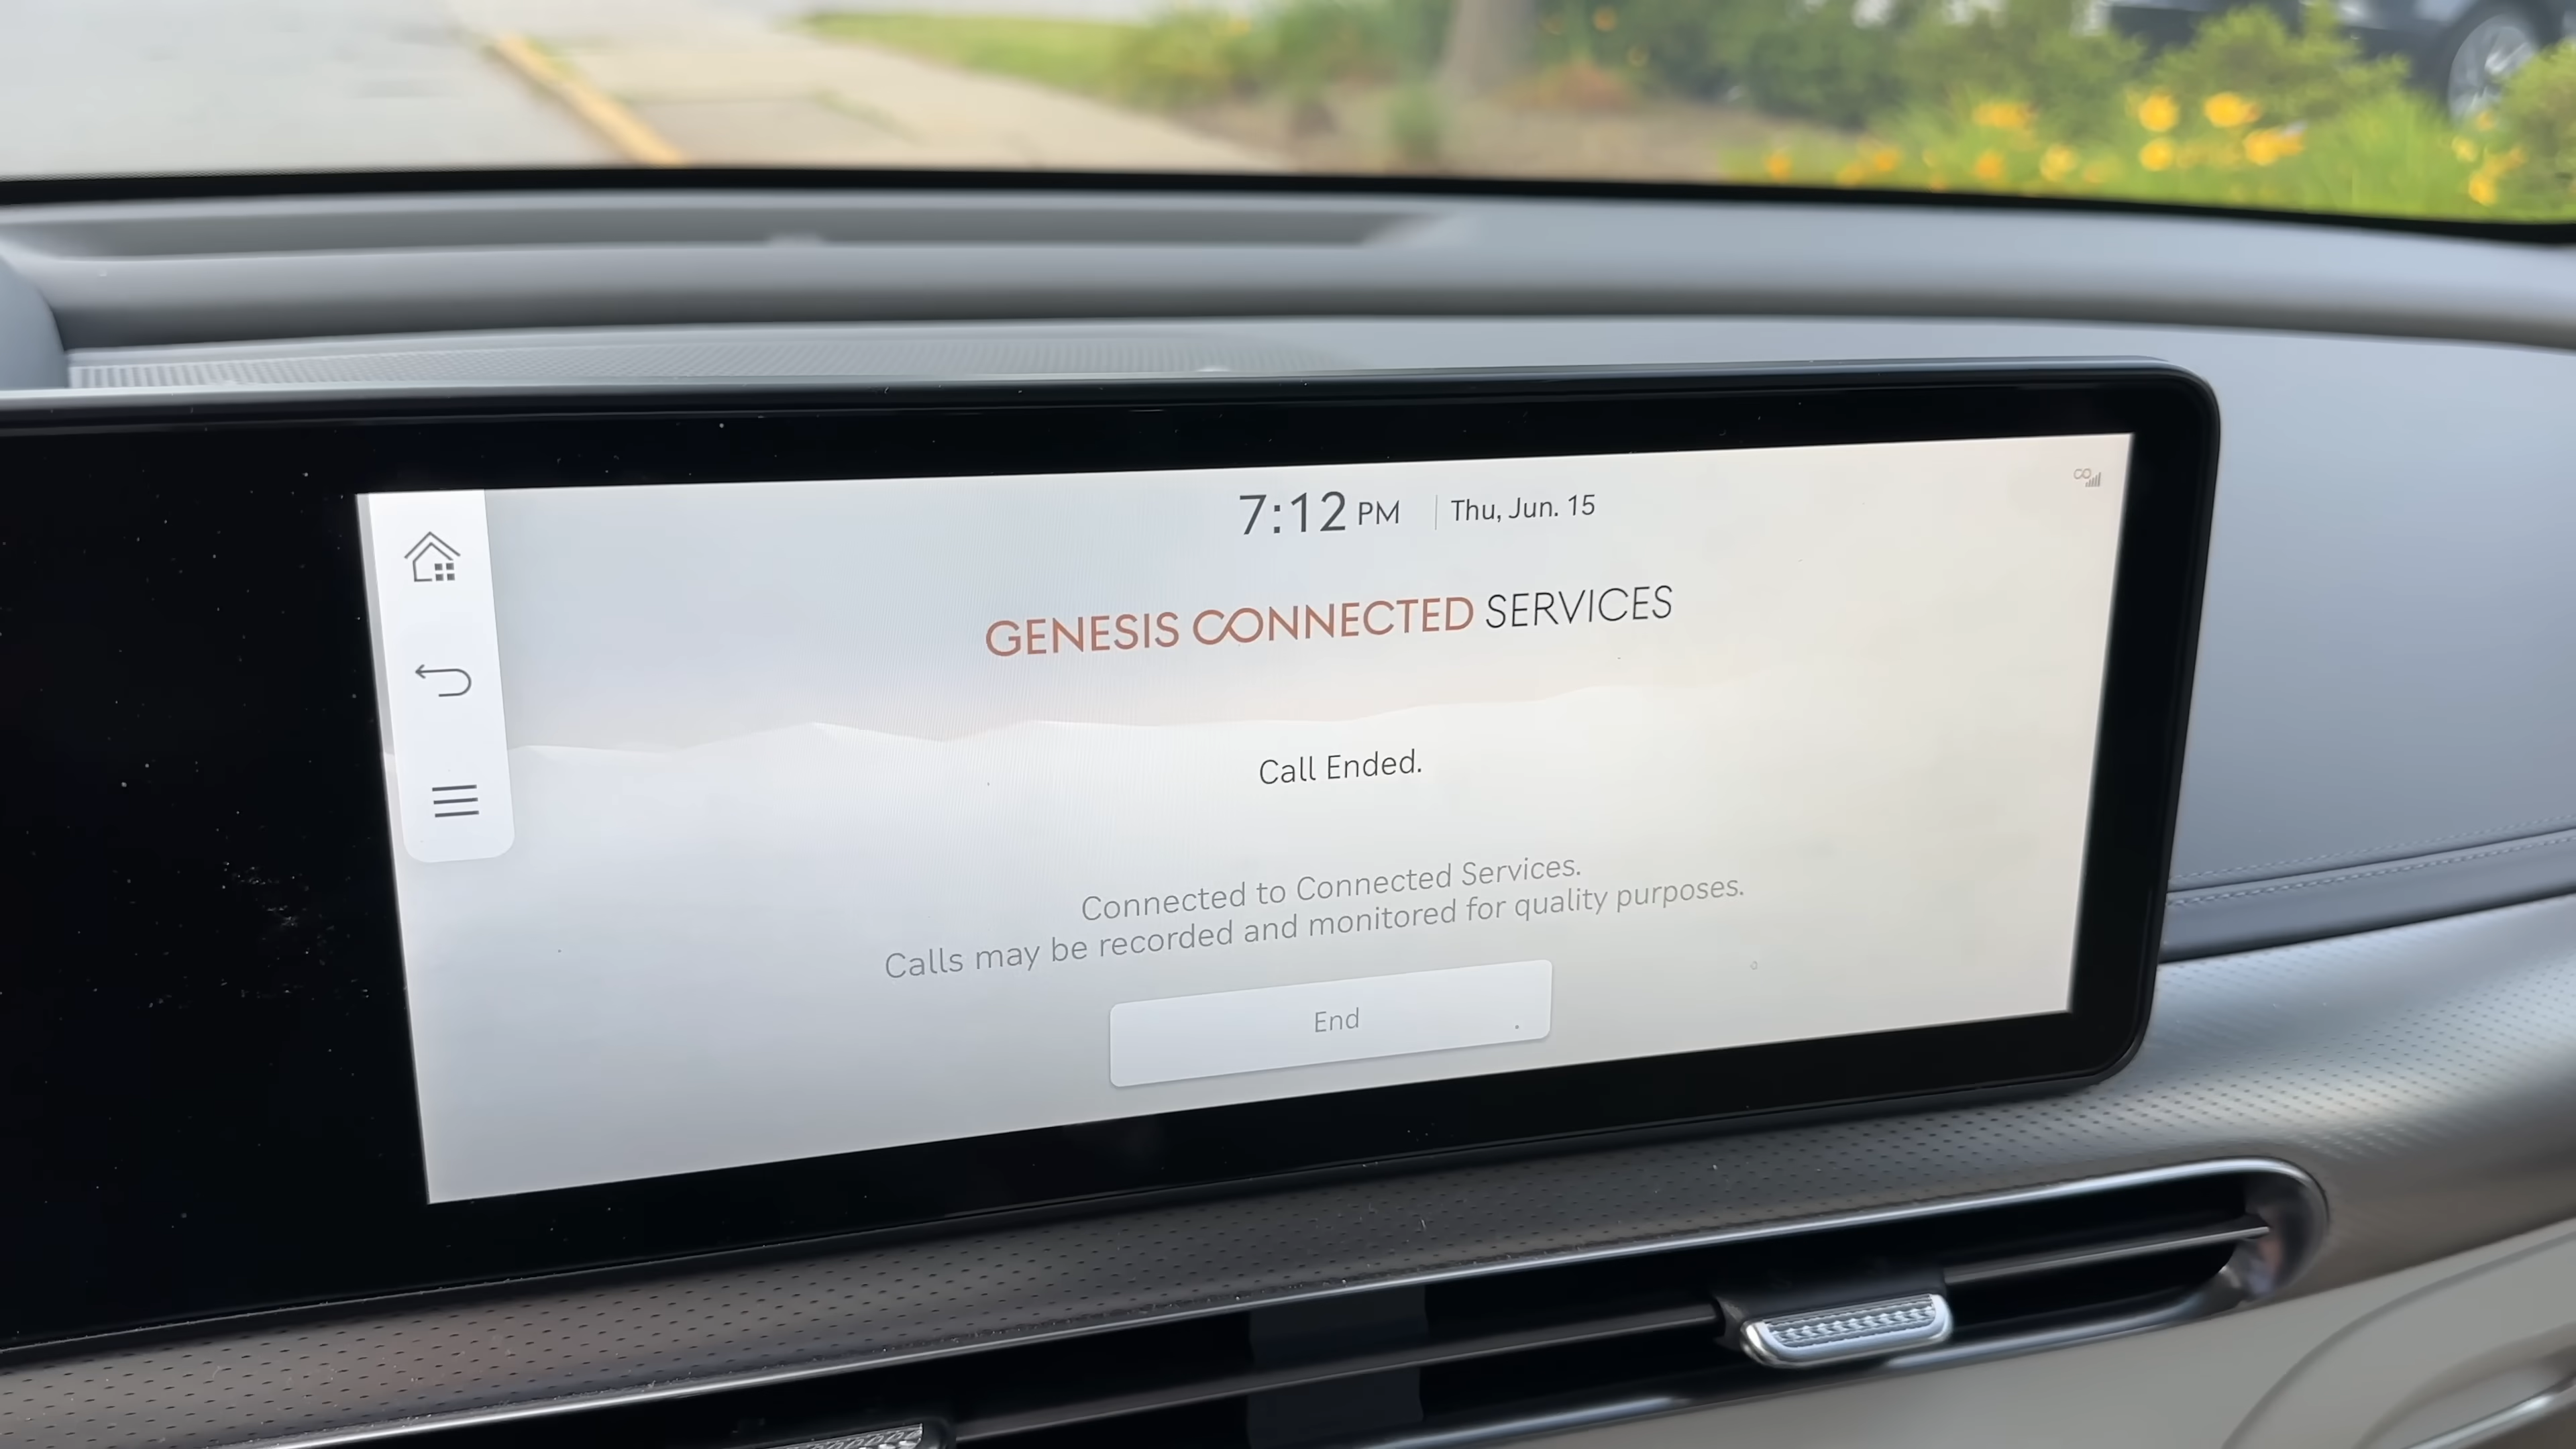 7:12 PM | Thu, Jun. 15
GENESIS CONNECTED SERVICES
Call Ended.
Connected to Connected Services.
Calls may be recorded and monitored for quality purposes.
End